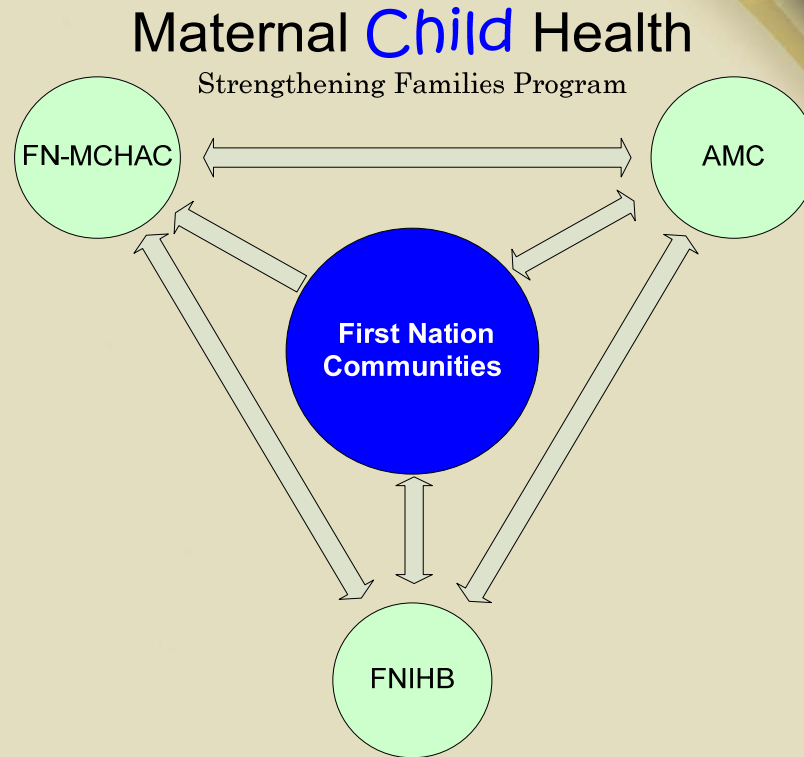 Maternal Child Health
Strengthening Families Program
FN-MCHAC
AMC
First Nation
Communities
FNIHB